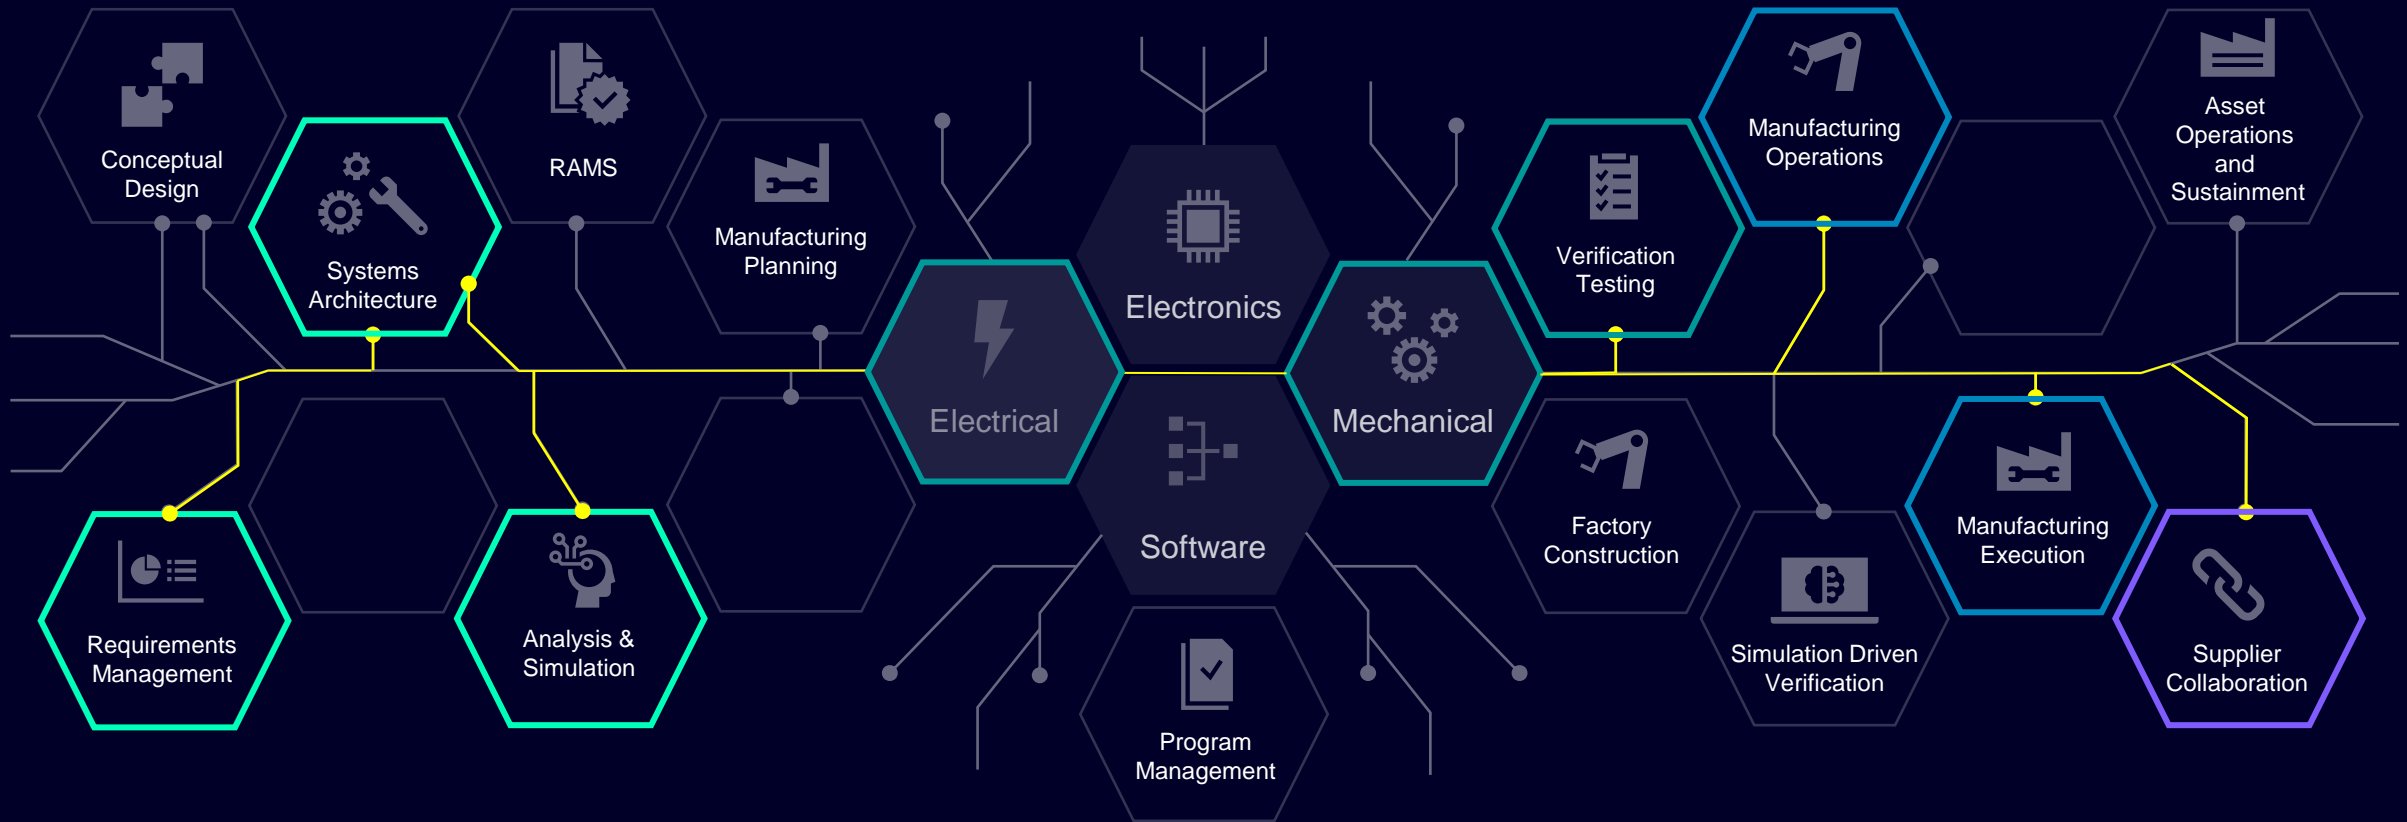 Conceptual
Design
Systems
Architecture
RAMS
Manufacturing
Planning
Requirements
Management
Analysis &
Simulation
Electrical
Electronics
Software
Mechanical
Program
Management
Verification
Testing
Manufacturing
Operations
Asset
Operations
and
Sustainment
Factory
Construction
Simulation Driven
Verification
Manufacturing
Execution
Supplier
Collaboration